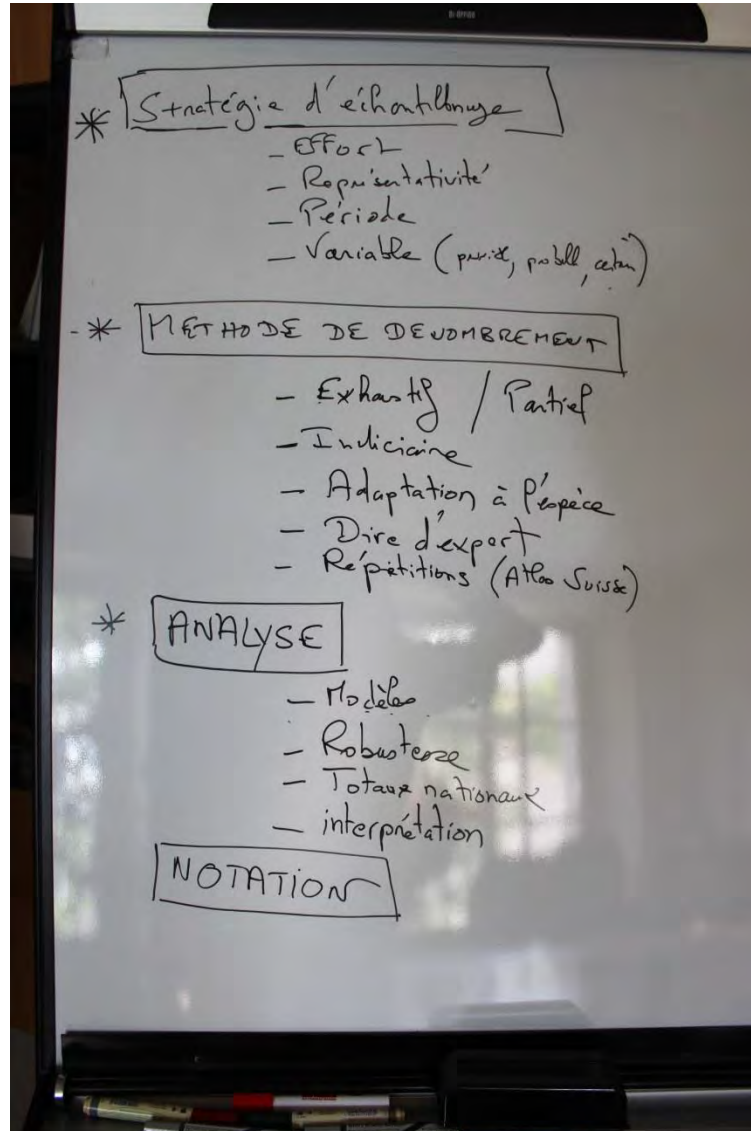 * Stratégie d'échantillonnage
- Effort
- Représentativité
- Période
- Variable (
- * METHODE DE DENOMBREMENT
- Exhaustif / Partiel
- Indiciaire
- Adaptation à l'espèce
- Dire d'expert
- Répétitions (Atlas Suisse)
* ANALYSE
- Modèles
- Robustesse
- Totaux nationaux
- interprétation
NOTATION